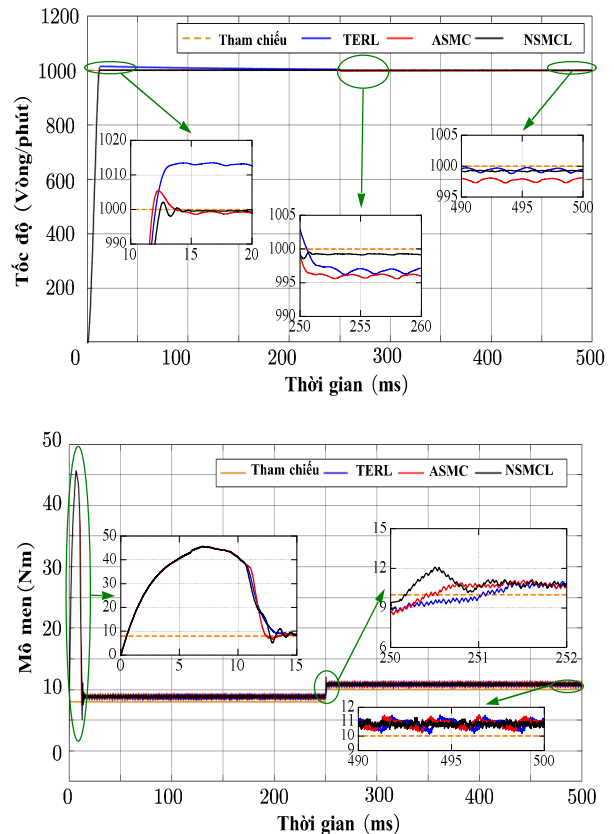 1200
Tham chiếu TERL ASMC NSMCL
1000
800
600
400
200
0
Tốc độ (Vòng/phút)
1020
1010
1000
990
10 15 20
1005
1000
995
990
250 255 260
1005
1000
995
490 495 500
0 100 200 300 400 500
Thời gian (ms)
50
40
30
20
10
0
Mô men(Nm)
Tham chiếu TERL ASMC NSMCL
50
40
30
20
10
0
0 5 10 15
15
12
9
6
250 251 252
12
11
10
9
490 495 500
0 100 200 300 400 500
Thời gian (ms)